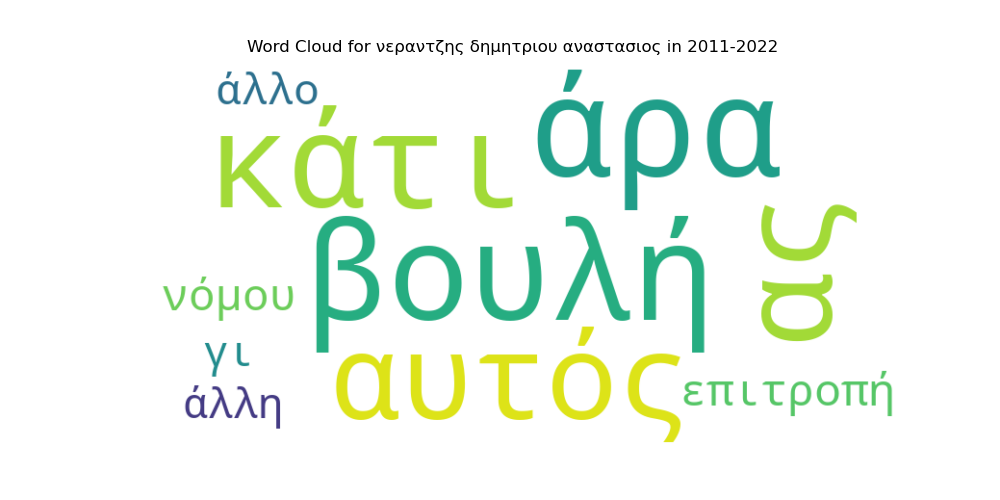 Word Cloud for νεραντζης δημητριου αναστασιος in 2011-2022
άλλο
κάτι
άρα
βουλή
ας
νόμου
γι
άλλη
αυτός
επιτροπή